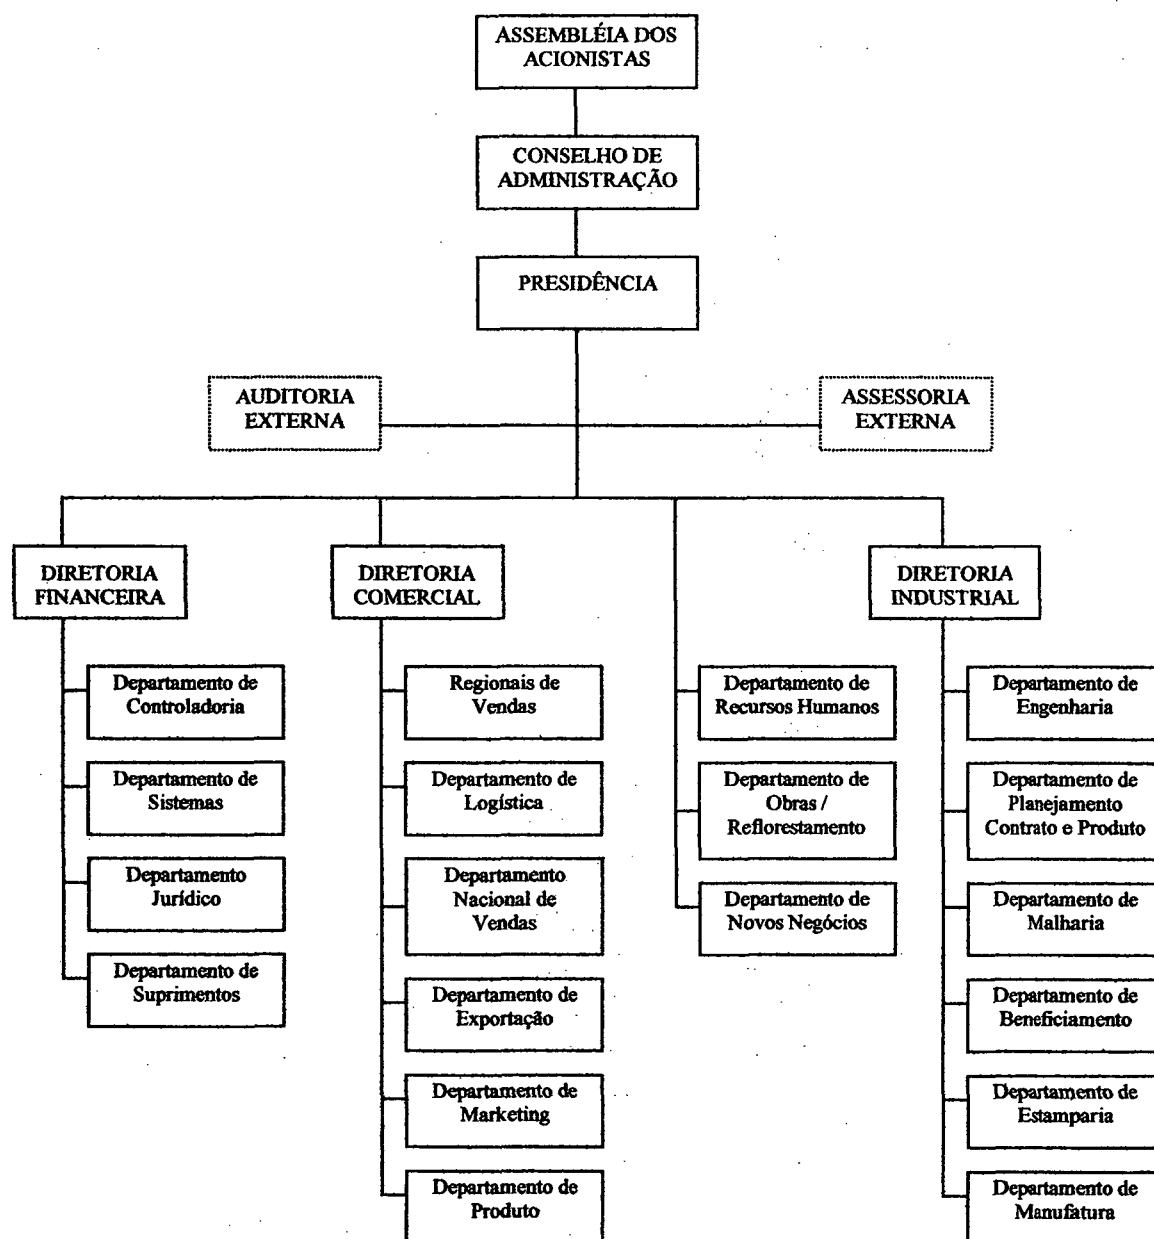 ASSEMBLÉIA DOS
ACIONISTAS
CONSELHO DE
ADMINISTRAÇÃO
PRESIDÊNCIA
AUDITORIA
EXTERNA
ASSESSORIA
EXTERNA
DIRETORIA
FINANCEIRA
DIRETORIA
COMERCIAL
DIRETORIA
INDUSTRIAL
Departamento de
Controladoria
Departamento de
Sistemas
Departamento
Jurídico
Departamento de
Suprimentos
Regionais de
Vendas
Departamento de
Logística
Departamento
Nacional de
Vendas
Departamento de
Exportação
Departamento de
Marketing
Departamento de
Produto
Departamento de
Recursos Humanos
Departamento de
Obras /
Reflorestamento
Departamento de
Novos Negócios
Departamento de
Engenharia
Departamento de
Planejamento
Contrato e Produto
Departamento de
Malharia
Departamento de
Beneficiamento
Departamento de
Estamparia
Departamento de
Manufatura